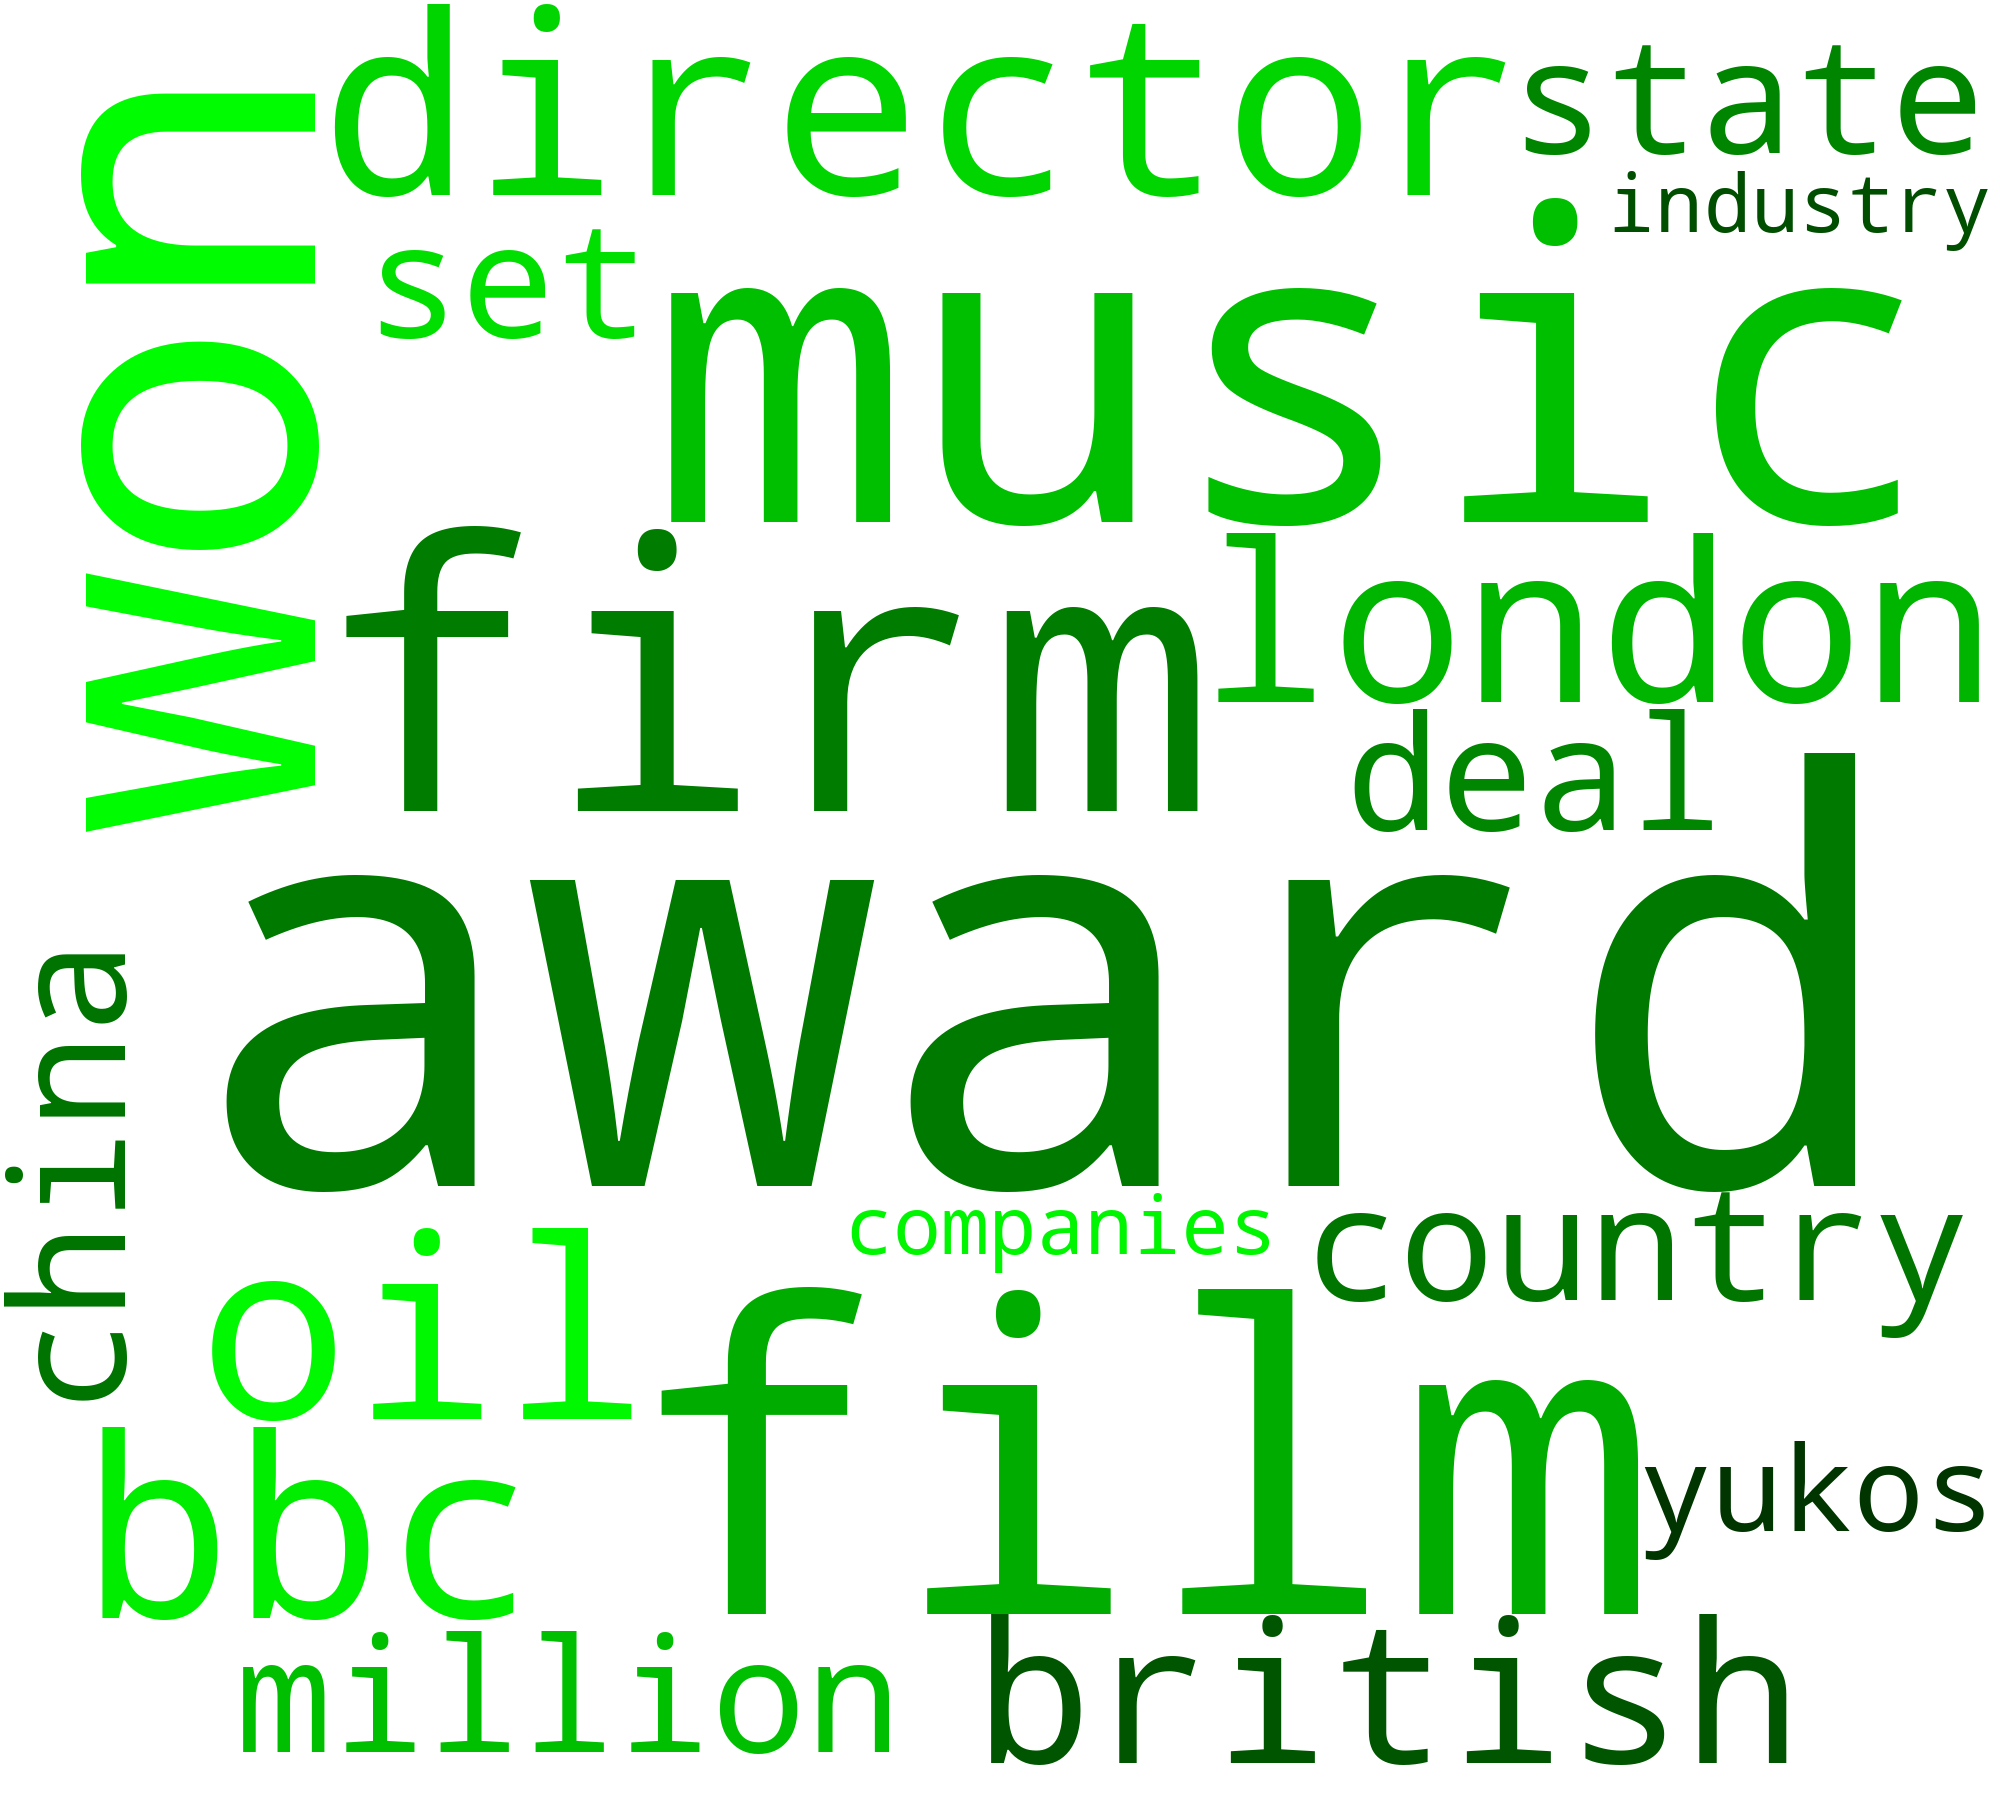 director
state
industry
won
set
music
firm
london
deal
award
china
companies
country
oil
film
bbc
yukos
million
british